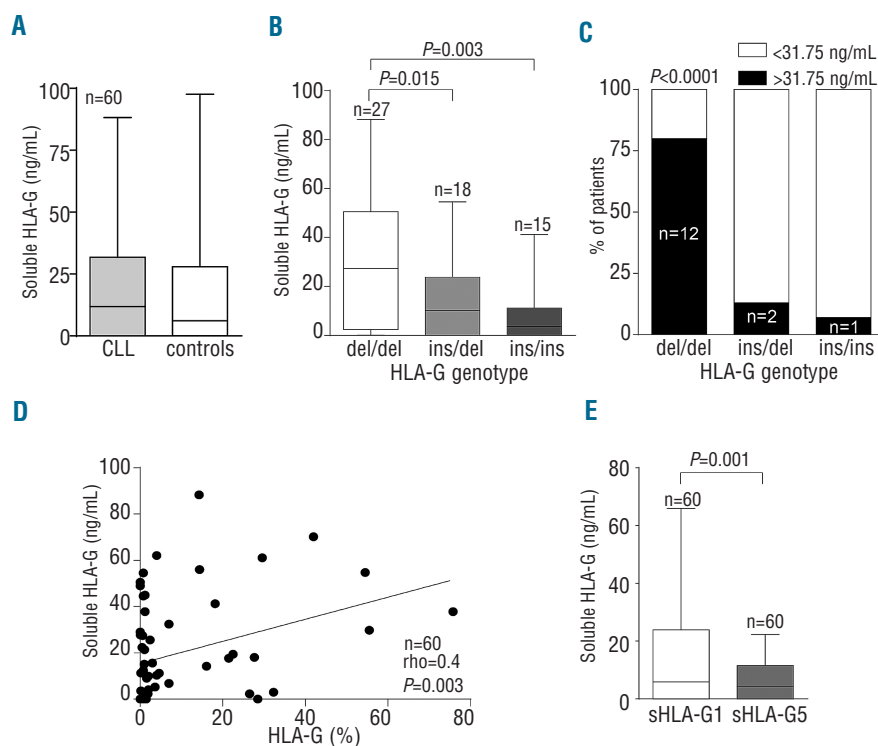 A
n=60
Soluble HLA-G (ng/mL)
100
75
50
25
0
CLL controls
B
P=0.003
P=0.015
n=27
n=18
n=15
Soluble HLA-G (ng/mL)
100
80
60
40
20
0
del/del ins/del ins/ins
HLA-G genotype
C
<31.75 ng/mL
>31.75 ng/mL
P<0.0001
% of patients
100
75
50
25
0
n=12
n=2
n=1
del/del ins/del ins/ins
HLA-G genotype
D
Soluble HLA-G (ng/mL)
100
80
60
40
20
0
n=60
rho=0.4
P=0.003
0 20 40 60 80
HLA-G (%)
E
P=0.001
n=60
n=60
Soluble HLA-G (ng/mL)
80
60
40
20
0
sHLA-G1 sHLA-G5